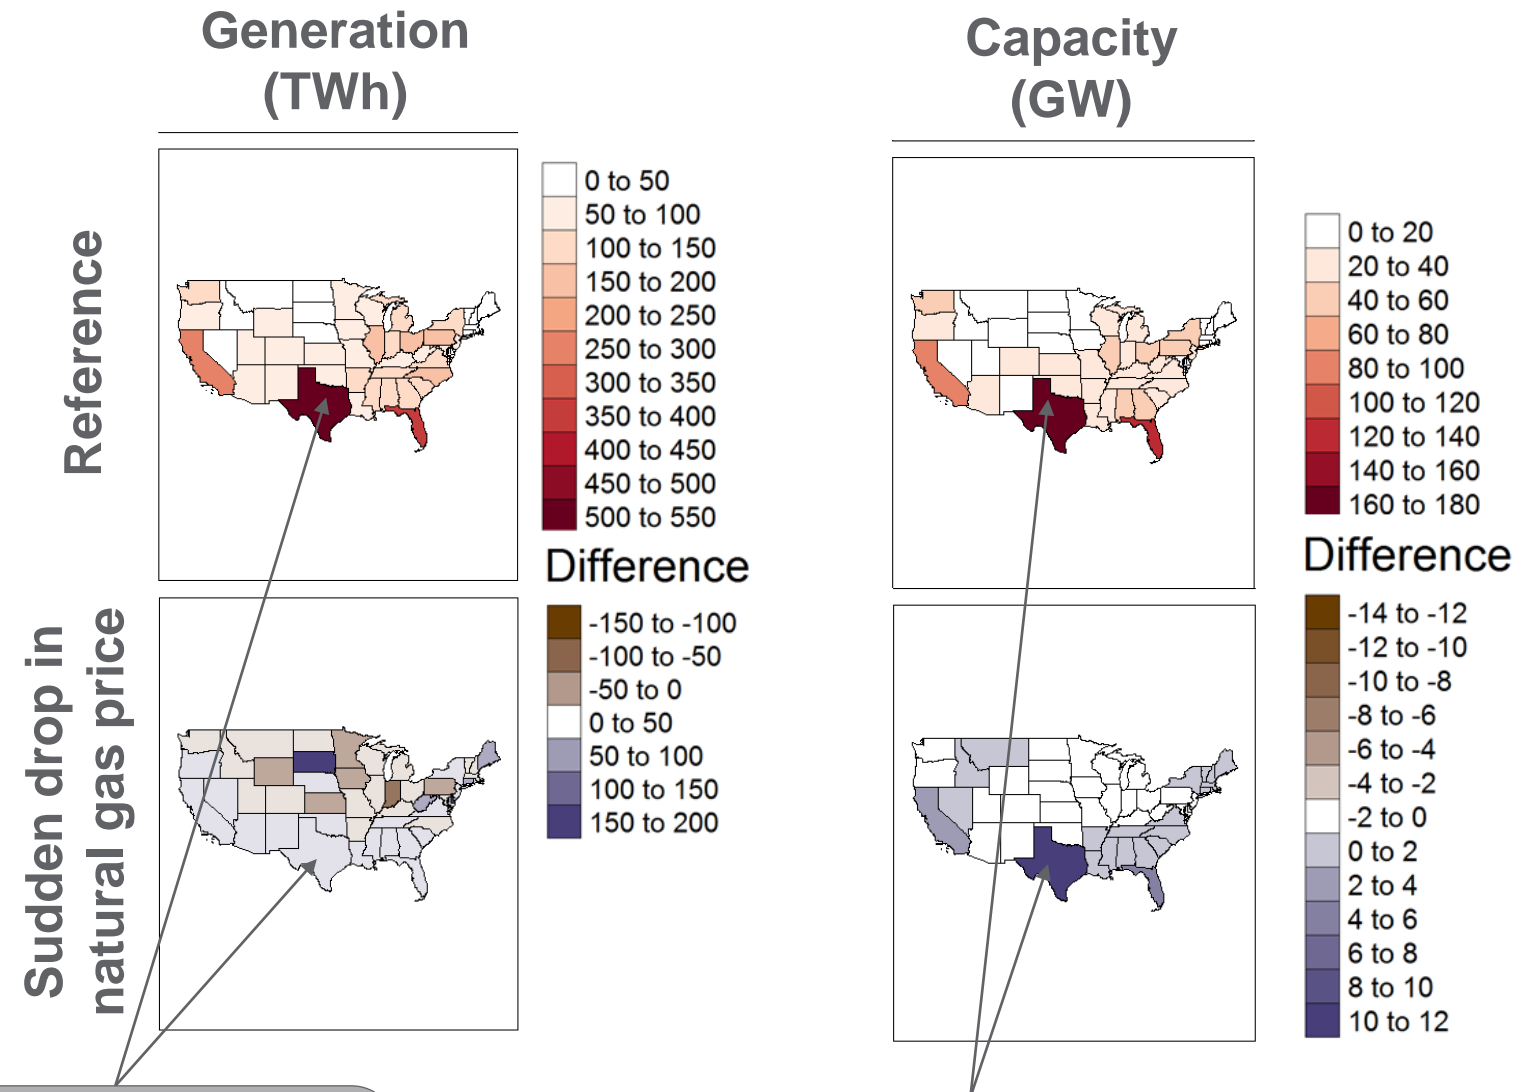 Generation
(TWh)
Capacity
(GW)
Reference
0 to 50
50 to 100
100 to 150
150 to 200
200 to 250
250 to 300
300 to 350
350 to 400
400 to 450
450 to 500
500 to 550
0 to 20
20 to 40
40 to 60
60 to 80
80 to 100
100 to 120
120 to 140
140 to 160
160 to 180
Sudden drop in
natural gas price
Difference
-150 to -100
-100 to -50
-50 to 0
0 to 50
50 to 100
100 to 150
150 to 200
Difference
-14 to -12
-12 to -10
-10 to -8
-8 to -6
-6 to -4
-4 to -2
-2 to 0
0 to 2
2 to 4
4 to 6
6 to 8
8 to 10
10 to 12